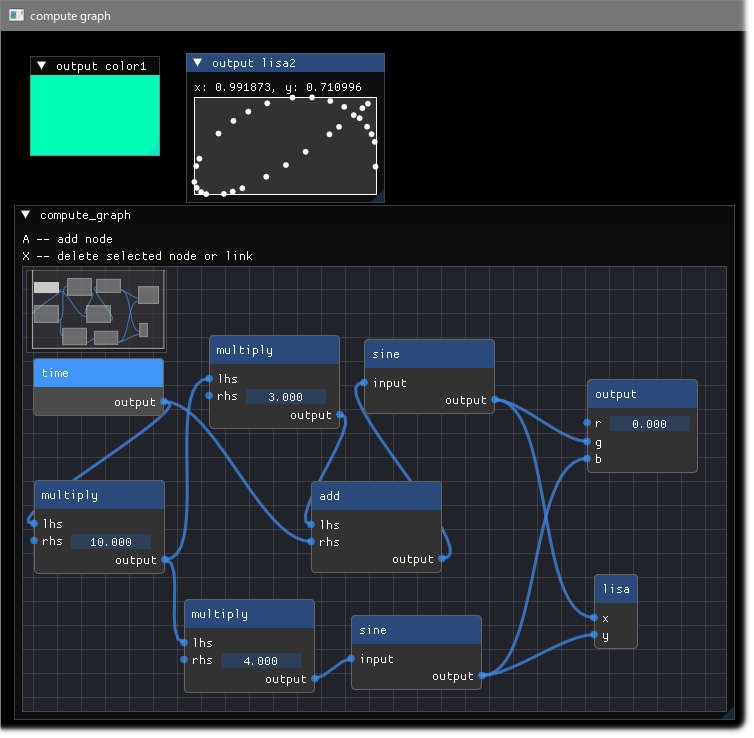 compute graph
output color1
output lisa2
x: 0.991873, y: 0.710996
compute_graph
A -- add node
X -- delete selected node or link
time
output
multiply
lhs
rhs 3.000
output
sine
input
output
output
r 0.000
g
b
multiply
lhs
rhs 10.000
output
add
lhs
rhs
output
multiply
lhs
rhs 4.000
output
sine
input
output
lisa
x
y